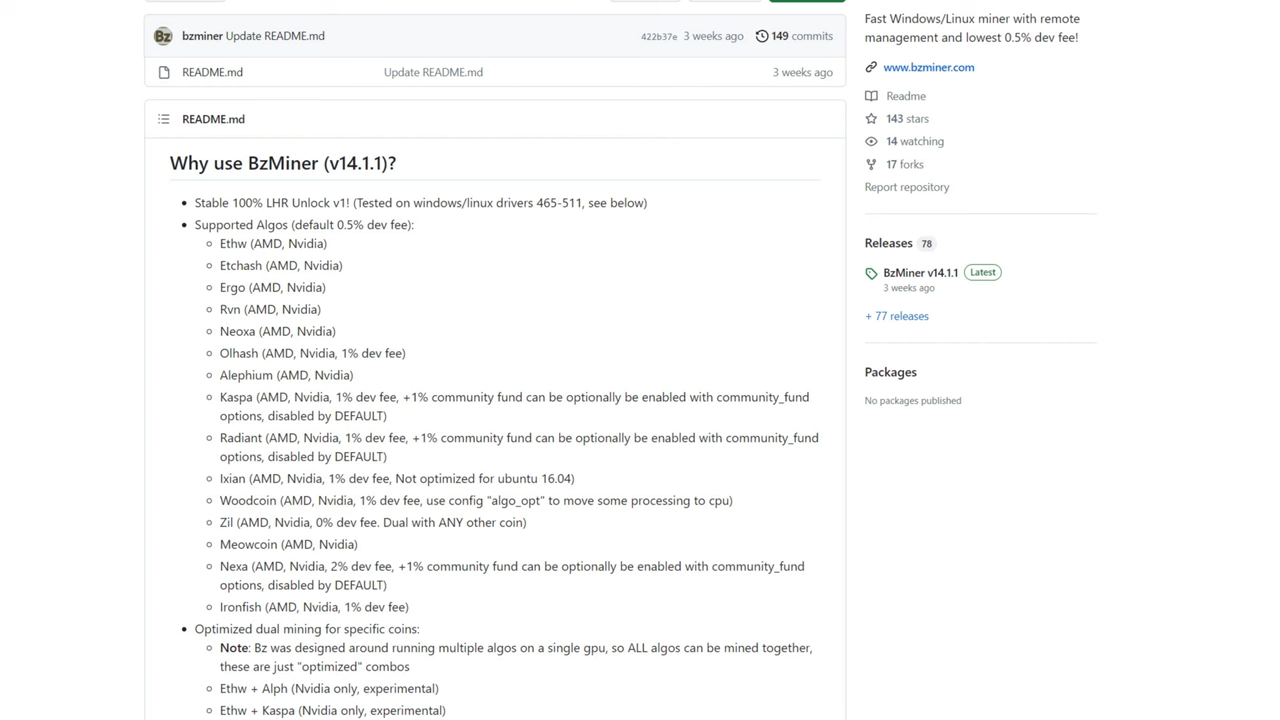 bzminer Update README.md
422b37e 3 weeks ago 149 commits
README.md Update README.md 3 weeks ago
README.md
Why use BzMiner (v14.1.1)?
Stable 100% LHR Unlock v1! (Tested on windows/linux drivers 465-511, see below)
Supported Algos (default 0.5% dev fee):
Ethw (AMD, Nvidia)
Etchash (AMD, Nvidia)
Ergo (AMD, Nvidia)
Rvn (AMD, Nvidia)
Neoxa (AMD, Nvidia)
Olhash (AMD, Nvidia, 1% dev fee)
Alephium (AMD, Nvidia)
Kaspa (AMD, Nvidia, 1% dev fee, +1% community fund can be optionally be enabled with community_fund
options, disabled by DEFAULT)
Radiant (AMD, Nvidia, 1% dev fee, +1% community fund can be optionally be enabled with community_fund
options, disabled by DEFAULT)
Ixian (AMD, Nvidia, 1% dev fee, Not optimized for ubuntu 16.04)
Woodcoin (AMD, Nvidia, 1% dev fee, use config "algo_opt" to move some processing to cpu)
Zil (AMD, Nvidia, 0% dev fee. Dual with ANY other coin)
Meowcoin (AMD, Nvidia)
Nexa (AMD, Nvidia, 2% dev fee, +1% community fund can be optionally be enabled with community_fund
options, disabled by DEFAULT)
Ironfish (AMD, Nvidia, 1% dev fee)
Optimized dual mining for specific coins:
Note: Bz was designed around running multiple algos on a single gpu, so ALL algos can be mined together,
these are just "optimized" combos
Ethw + Alph (Nvidia only, experimental)
Ethw + Kaspa (Nvidia only, experimental)
Fast Windows/Linux miner with remote
management and lowest 0.5% dev fee!
www.bzminer.com
Readme
143 stars
14 watching
17 forks
Report repository
Releases 78
BzMiner v14.1.1 Latest
3 weeks ago
+ 77 releases
Packages
No packages published